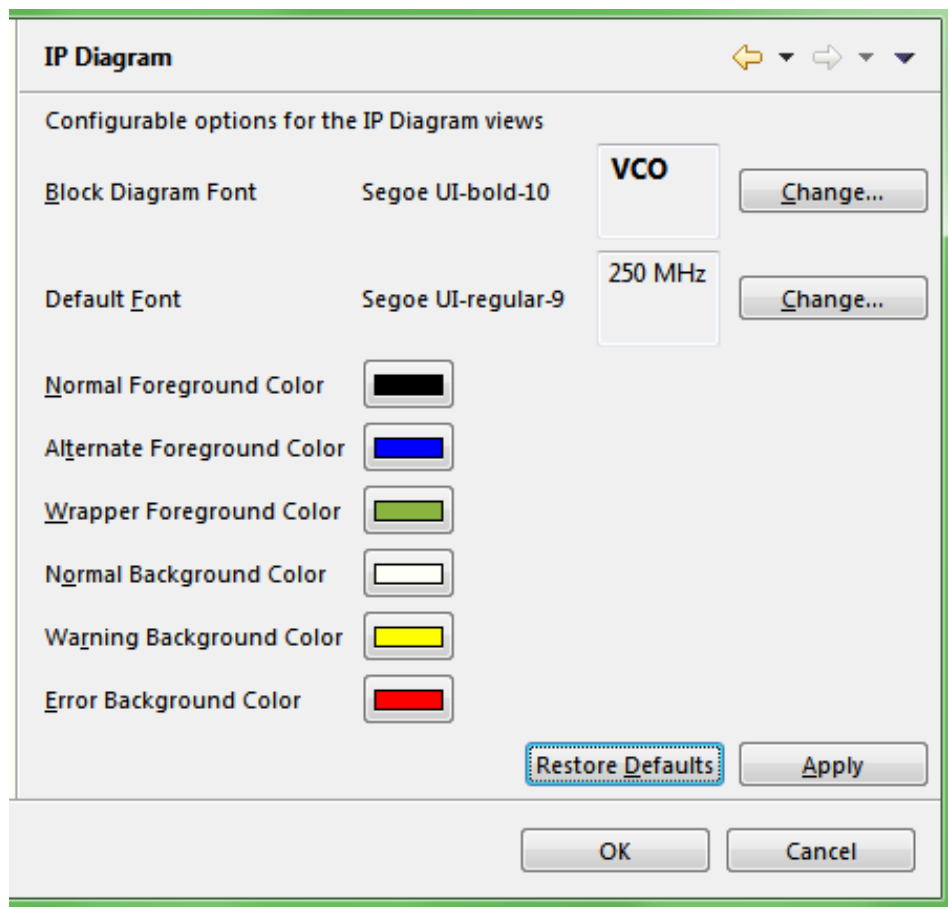 IP Diagram
Configurable options for the IP Diagram views
Block Diagram Font Segoe UI-bold-10 VCO Change...
Default Font Segoe UI-regular-9 250 MHz Change...
Normal Foreground Color
Alternate Foreground Color
Wrapper Foreground Color
Normal Background Color
Warning Background Color
Error Background Color
Restore Defaults Apply
OK Cancel